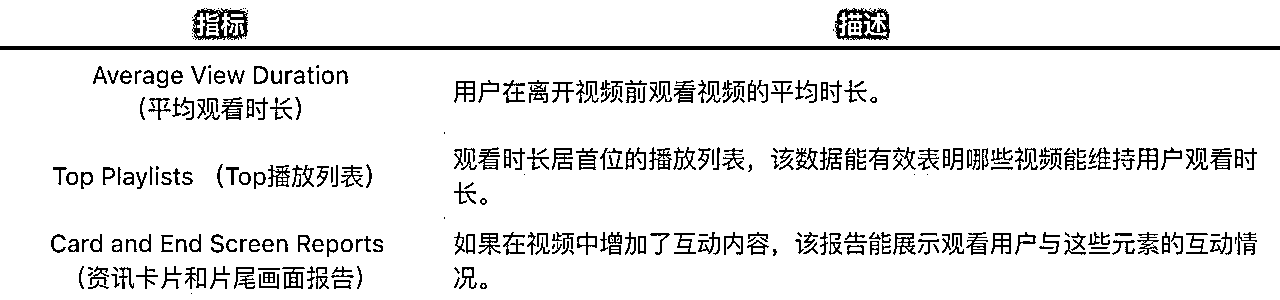 指标 描述
Average View Duration
（平均观看时长）
用户在离开视频前观看视频的平均时长。
Top Playlists （Top播放列表）
观看时长居首位的播放列表，该数据能有效表明哪些视频能维持用户观看时
长。
Card and End Screen Reports
（资讯卡片和片尾画面报告）
如果在视频中增加了互动内容，该报告能展示观看用户与这些元素的互动情
况。